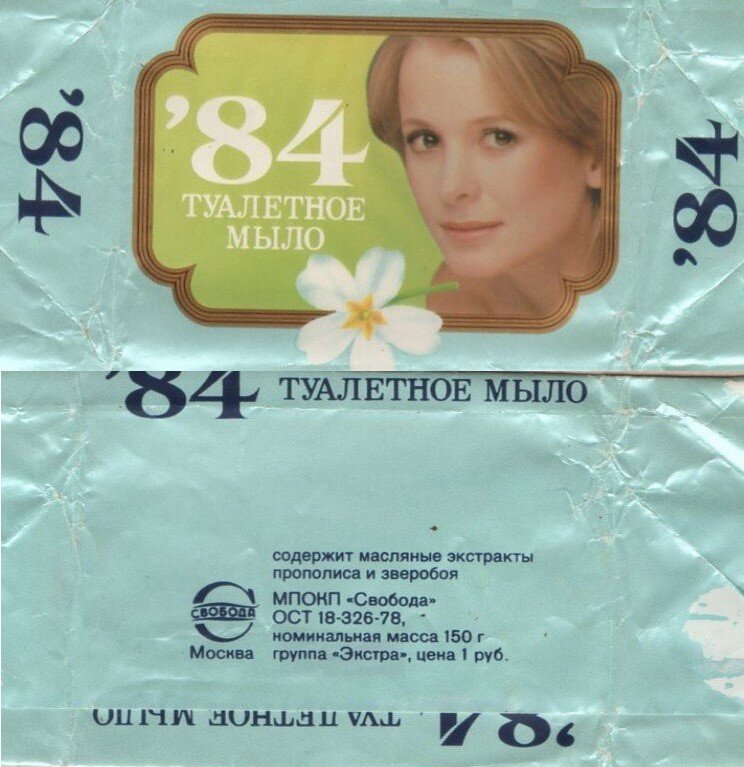 '84
'84
ТУАЛЕТНОЕ
МЫЛО
'84
'84 ТУАЛЕТНОЕ МЫЛО
содержит масляные экстракты
прополиса и зверобоя
СВОБОДА
Москва
МПОКП «Свобода»
ОСТ 18-326-78,
номинальная масса 150 г
группа «Экстра», цена 1 руб.
'84 ТУАЛЕТНОЕ МЫЛО